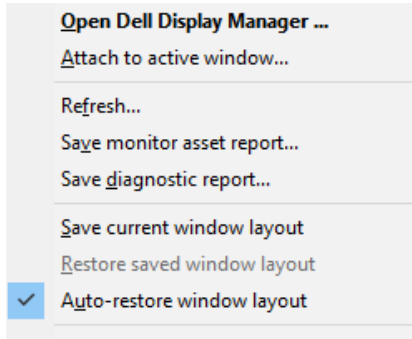 Open Dell Display Manager ...
Attach to active window...
Refresh...
Save monitor asset report...
Save diagnostic report...
Save current window layout
Restore saved window layout
Auto-restore window layout